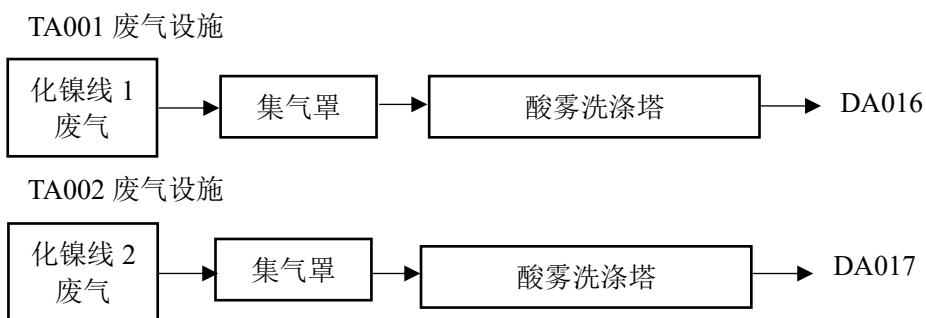 TA001 废气设施
化镍线 1
废气
集气罩
酸雾洗涤塔
DA016
TA002 废气设施
化镍线 2
废气
集气罩
酸雾洗涤塔
DA017